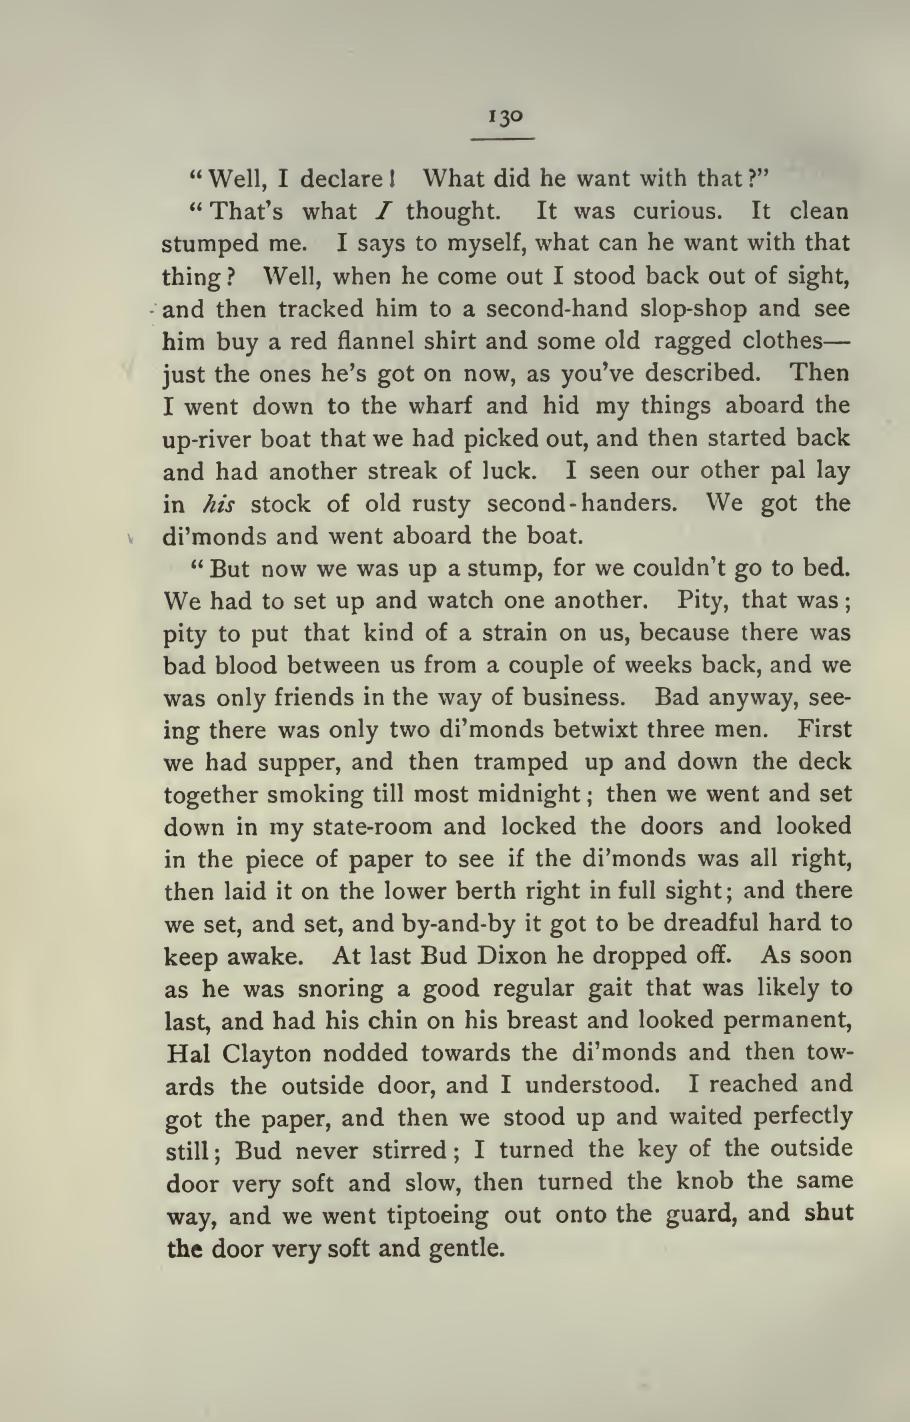 130
“Well, I declare! What did he want with that?”
“That’s what I thought. It was curious. It clean
stumped me. I says to myself, what can he want with that
thing? Well, when he come out I stood back out of sight,
and then tracked him to a second-hand slop-shop and see
him buy a red flannel shirt and some old ragged clothes—
just the ones he’s got on now, as you’ve described. Then
I went down to the wharf and hid my things aboard the
up-river boat that we had picked out, and then started back
and had another streak of luck. I seen our other pal lay
in his stock of old rusty second-handers. We got the
di’monds and went aboard the boat.
“But now we was up a stump, for we couldn’t go to bed.
We had to set up and watch one another. Pity, that was;
pity to put that kind of a strain on us, because there was
bad blood between us from a couple of weeks back, and we
was only friends in the way of business. Bad anyway, see-
ing there was only two di’monds betwixt three men. First
we had supper, and then tramped up and down the deck
together smoking till most midnight; then we went and set
down in my state-room and locked the doors and looked
in the piece of paper to see if the di’monds was all right,
then laid it on the lower berth right in full sight; and there
we set, and set, and by-and-by it got to be dreadful hard to
keep awake. At last Bud Dixon he dropped off. As soon
as he was snoring a good regular gait that was likely to
last, and had his chin on his breast and looked permanent,
Hal Clayton nodded towards the di’monds and then tow-
ards the outside door, and I understood. I reached and
got the paper, and then we stood up and waited perfectly
still; Bud never stirred; I turned the key of the outside
door very soft and slow, then turned the knob the same
way, and we went tiptoeing out onto the guard, and shut
the door very soft and gentle.